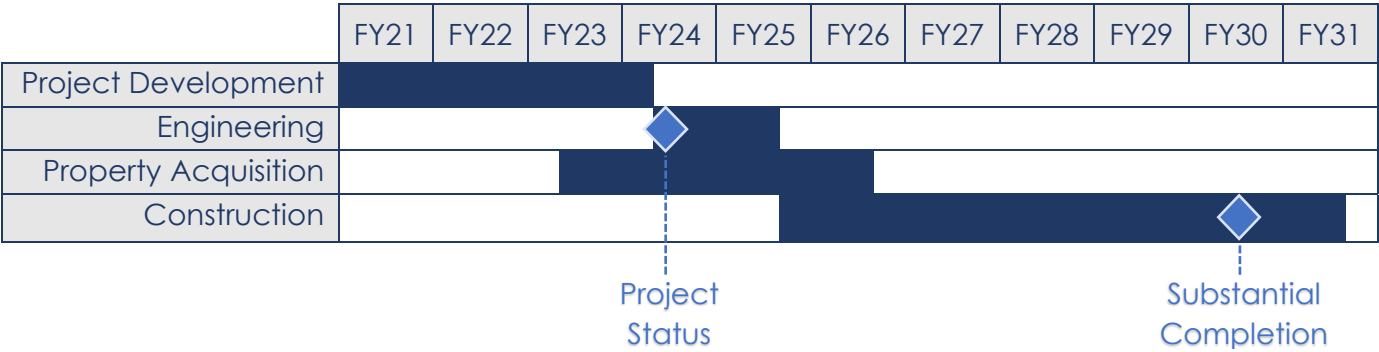 FY21 FY22 FY23 FY24 FY25 FY26 FY27 FY28 FY29 FY30 FY31
Project Development
Engineering
Property Acquisition
Construction
Project
Status
Substantial
Completion